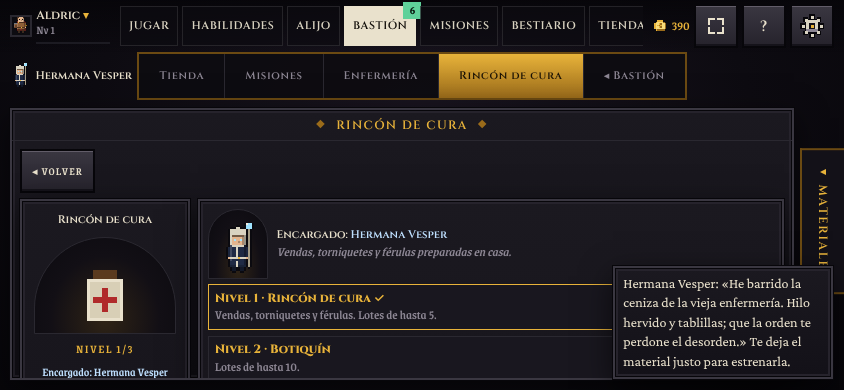 ALDRIC ▾
Nv 1
JUGAR
HABILIDADES
ALIJO
BASTIÓN
6
MISIONES
BESTIARIO
TIENDA
390
?
HERMANA VESPER
TIENDA
MISIONES
ENFERMERÍA
RINCÓN DE CURA
◂ BASTIÓN
◆ RINCÓN DE CURA ◆
◂ VOLVER
◂ MATERIALE
RINCÓN DE CURA
NIVEL 1/3
Encargado: Hermana Vesper
ENCARGADO: HERMANA VESPER
Vendas, torniquetes y férulas preparadas en casa.
NIVEL 1 · RINCÓN DE CURA ✓
Vendas, torniquetes y férulas. Lotes de hasta 5.
NIVEL 2 · BOTIQUÍN
Lotes de hasta 10.
Hermana Vesper: «He barrido la
ceniza de la vieja enfermería. Hilo
hervido y tablillas; que la orden te
perdone el desorden.» Te deja el
material justo para estrenarla.